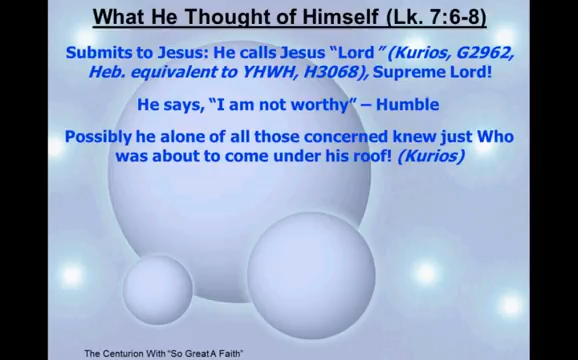 What He Thought of Himself (Lk. 7:6-8)
Submits to Jesus: He calls Jesus “Lord” (Kurios, G2962,
Heb. equivalent to YHWH, H3068), Supreme Lord!
He says, “I am not worthy” – Humble
Possibly he alone of all those concerned knew just Who
was about to come under his roof! (Kurios)
The Centurion With “So Great A Faith”